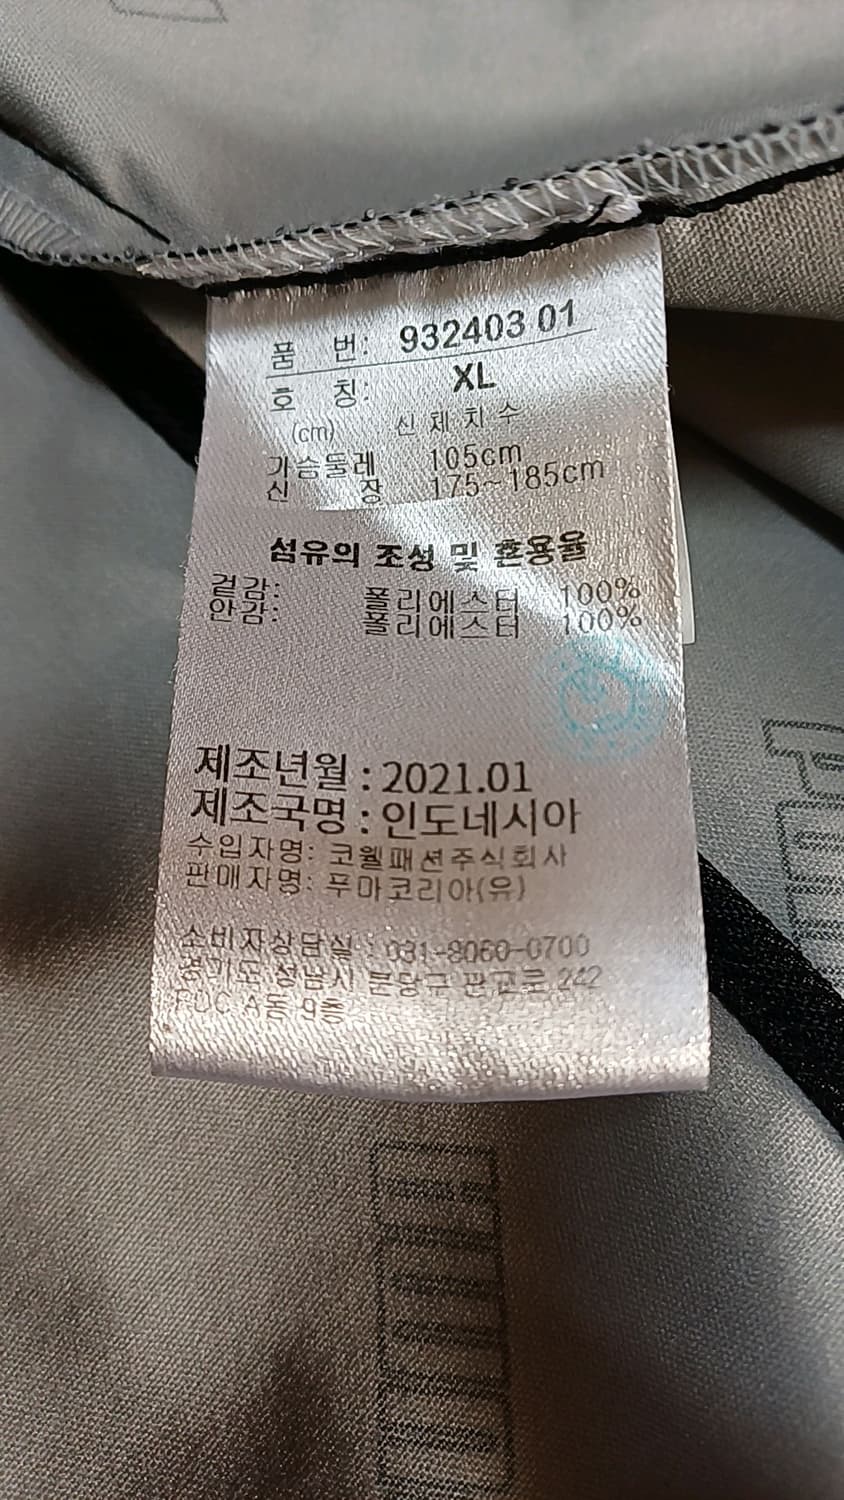 품 번: 932403 01
호 칭: XL
(cm) 신체치수
가슴둘레 105cm
신 장 175~185cm
섬유의 조성 및 혼용율
겉감: 폴리에스터 100%
안감: 폴리에스터 100%
제조년월 : 2021.01
제조국명 : 인도네시아
수입자명: 코웰패션주식회사
판매자명: 푸마코리아(유)
소비자상담실 : 031-8060-0700
경기도 성남시 분당구 판교로 242
PDC A동 9층